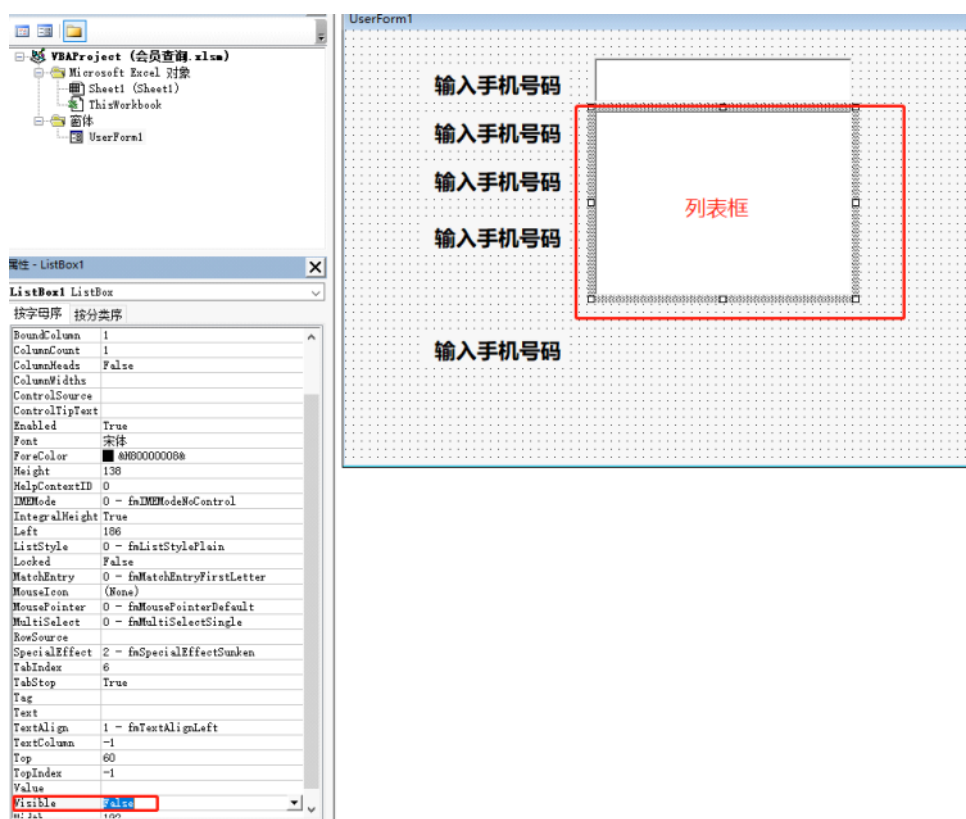 UserForm1
VBAProject (会员查询.xlsm)
Microsoft Excel 对象
Sheet1 (Sheet1)
ThisWorkbook
窗体
UserForm1
输入手机号码
输入手机号码
输入手机号码
输入手机号码
输入手机号码
列表框
属性 - ListBox1
ListBox1 ListBox
按字母序 按分类序
BoundColumn 1
ColumnCount 1
ColumnHeads False
ColumnWidths
ControlSource
ControlTipText
Enabled True
Font 宋体
ForeColor &H80000008&
Height 138
HelpContextID 0
IMEMode 0 - fmIMEModeNoControl
IntegralHeight True
Left 186
ListStyle 0 - fmListStylePlain
Locked False
MatchEntry 0 - fmMatchEntryFirstLetter
MouseIcon (None)
MousePointer 0 - fmMousePointerDefault
MultiSelect 0 - fmMultiSelectSingle
RowSource
SpecialEffect 2 - fmSpecialEffectSunken
TabIndex 6
TabStop True
Tag
Text
TextAlign 1 - fmTextAlignLeft
TextColumn -1
Top 60
TopIndex -1
Value
Visible False
Width 192